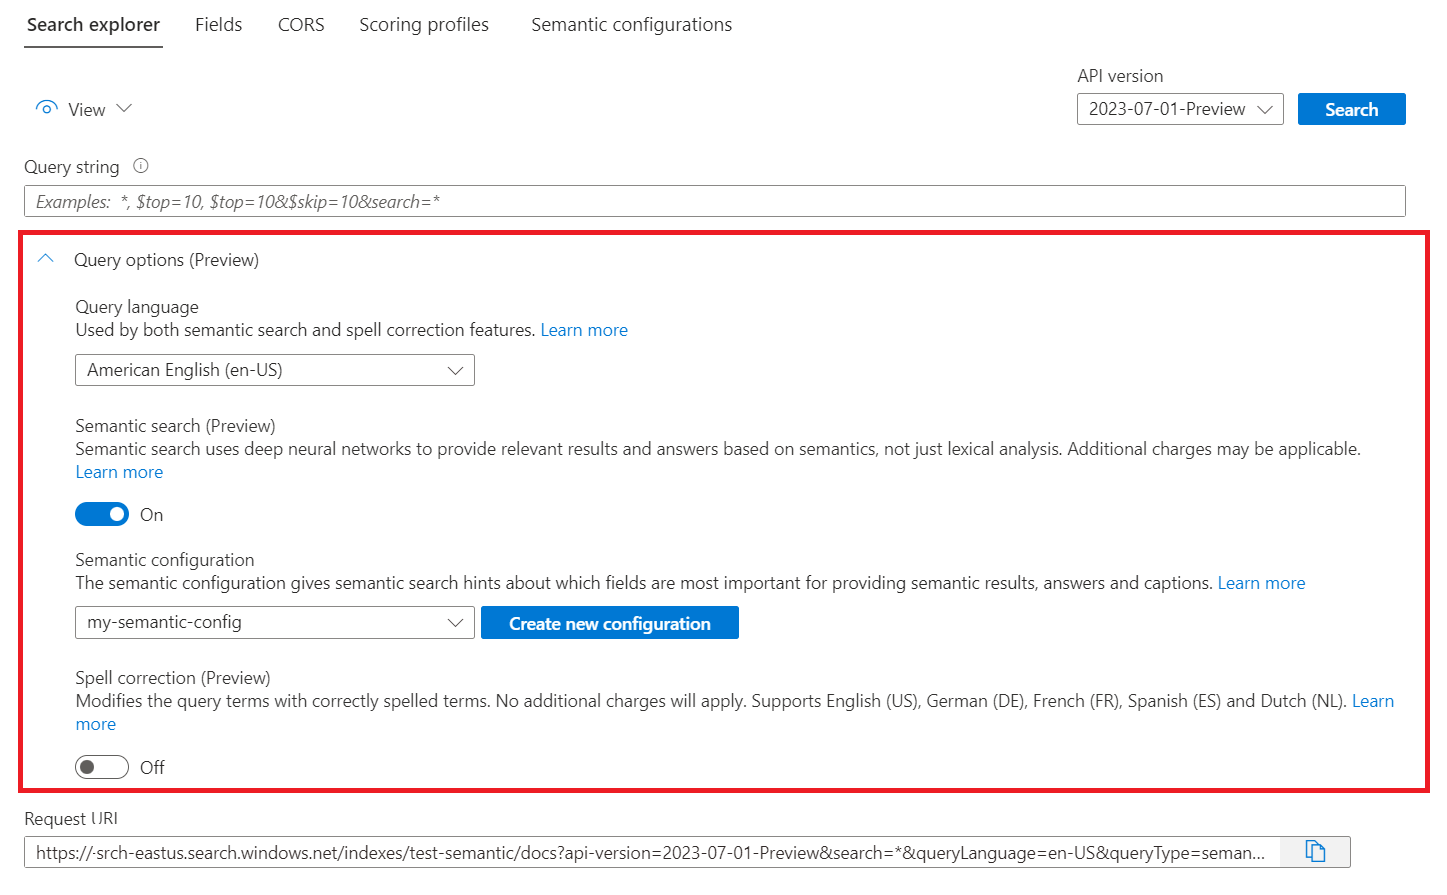 Search explorer Fields CORS Scoring profiles Semantic configurations
API version
View 2023-07-01-Preview Search
Query string
Examples: *, $top=10, $top=10&$skip=10&search=*
Query options (Preview)
Query language
Used by both semantic search and spell correction features. Learn more
American English (en-US)
Semantic search (Preview)
Semantic search uses deep neural networks to provide relevant results and answers based on semantics, not just lexical analysis. Additional charges may be applicable.
Learn more
On
Semantic configuration
The semantic configuration gives semantic search hints about which fields are most important for providing semantic results, answers and captions. Learn more
my-semantic-config Create new configuration
Spell correction (Preview)
Modifies the query terms with correctly spelled terms. No additional charges will apply. Supports English (US), German (DE), French (FR), Spanish (ES) and Dutch (NL). Learn
more
Off
Request URI
https://-srch-eastus.search.windows.net/indexes/test-semantic/docs?api-version=2023-07-01-Preview&search=*&queryLanguage=en-US&queryType=seman...